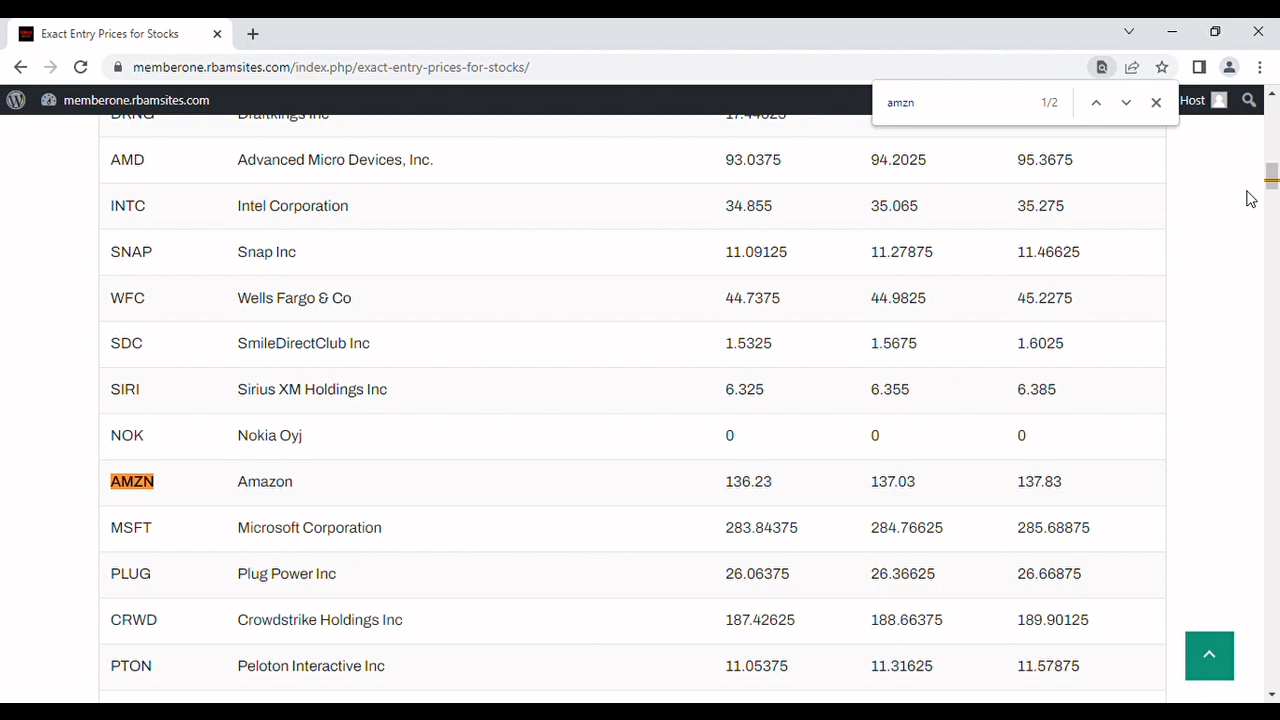 Exact Entry Prices for Stocks
memberone.rbamsites.com/index.php/exact-entry-prices-for-stocks/
memberone.rbamsites.com
amzn 1/2
Host
DKNG Draftkings Inc 17.44625
AMD Advanced Micro Devices, Inc. 93.0375 94.2025 95.3675
INTC Intel Corporation 34.855 35.065 35.275
SNAP Snap Inc 11.09125 11.27875 11.46625
WFC Wells Fargo & Co 44.7375 44.9825 45.2275
SDC SmileDirectClub Inc 1.5325 1.5675 1.6025
SIRI Sirius XM Holdings Inc 6.325 6.355 6.385
NOK Nokia Oyj 0 0 0
AMZN Amazon 136.23 137.03 137.83
MSFT Microsoft Corporation 283.84375 284.76625 285.68875
PLUG Plug Power Inc 26.06375 26.36625 26.66875
CRWD Crowdstrike Holdings Inc 187.42625 188.66375 189.90125
PTON Peloton Interactive Inc 11.05375 11.31625 11.57875